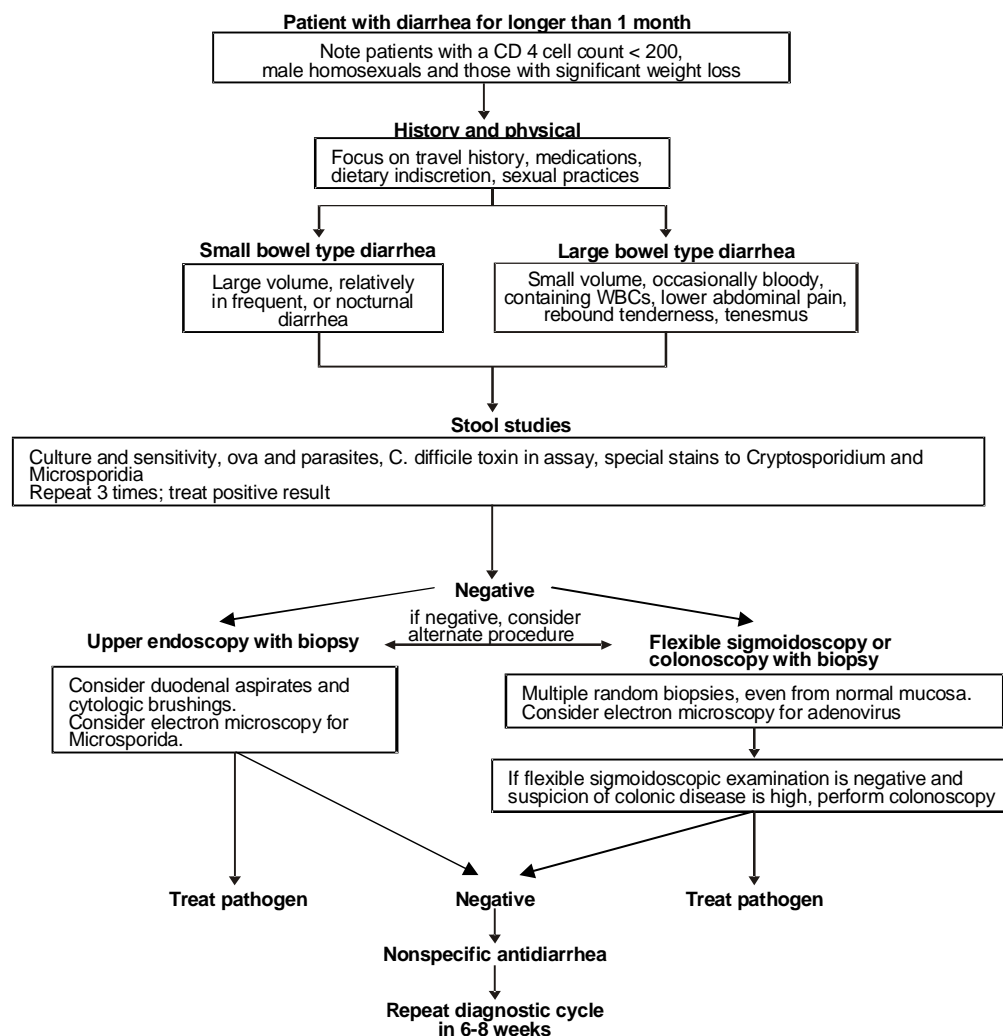 Patient with diarrhea for longer than 1 month
Note patients with a CD 4 cell count < 200,
male homosexuals and those with significant weight loss
History and physical
Focus on travel history, medications,
dietary indiscretion, sexual practices
Small bowel type diarrhea
Large volume, relatively
in frequent, or nocturnal
diarrhea
Large bowel type diarrhea
Small volume, occasionally bloody,
containing WBCs, lower abdominal pain,
rebound tenderness, tenesmus
Stool studies
Culture and sensitivity, ova and parasites, C. difficile toxin in assay, special stains to Cryptosporidium and
Microsporidia
Repeat 3 times; treat positive result
Negative
if negative, consider
alternate procedure
Upper endoscopy with biopsy
Consider duodenal aspirates and
cytologic brushings.
Consider electron microscopy for
Microsporida.
Flexible sigmoidoscopy or
colonoscopy with biopsy
Multiple random biopsies, even from normal mucosa.
Consider electron microscopy for adenovirus
If flexible sigmoidoscopic examination is negative and
suspicion of colonic disease is high, perform colonoscopy
Treat pathogen
Negative
Treat pathogen
Nonspecific antidiarrhea
Repeat diagnostic cycle
in 6-8 weeks